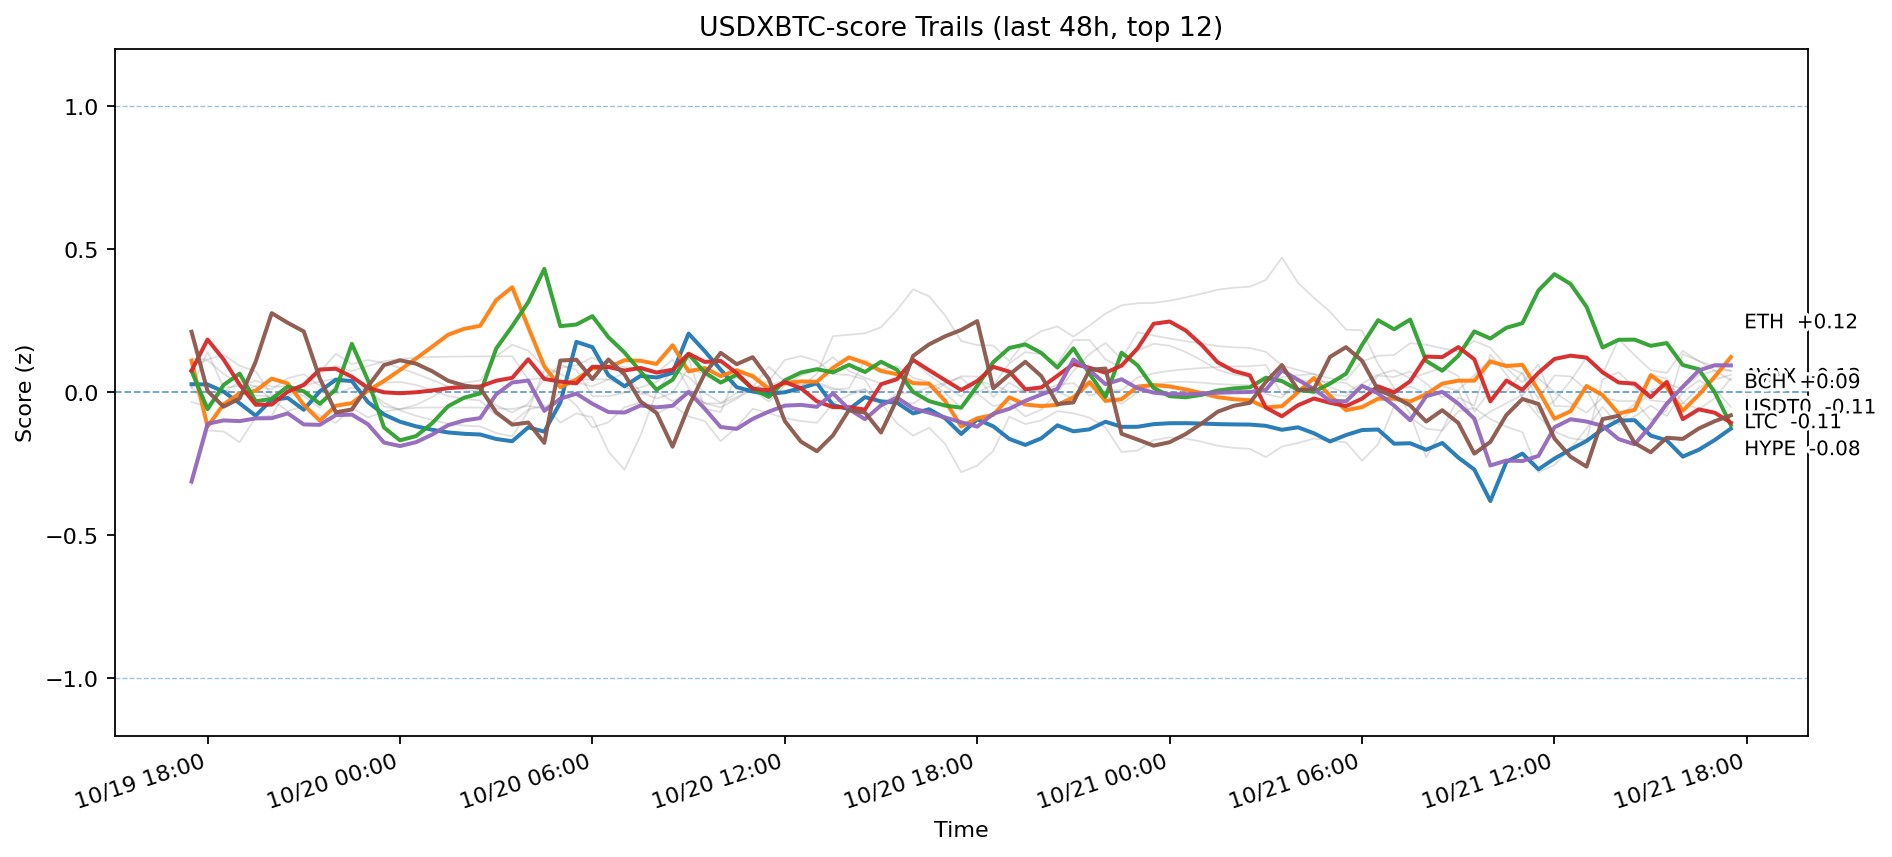 USDXBTC-score Trails (last 48h, top 12)
Score (z)
1.0
0.5
0.0
−0.5
−1.0
ETH +0.12
BCH +0.09
USDT0 -0.11
LTC -0.11
HYPE -0.08
10/19 18:00
10/20 00:00
10/20 06:00
10/20 12:00
10/20 18:00
10/21 00:00
10/21 06:00
10/21 12:00
10/21 18:00
Time